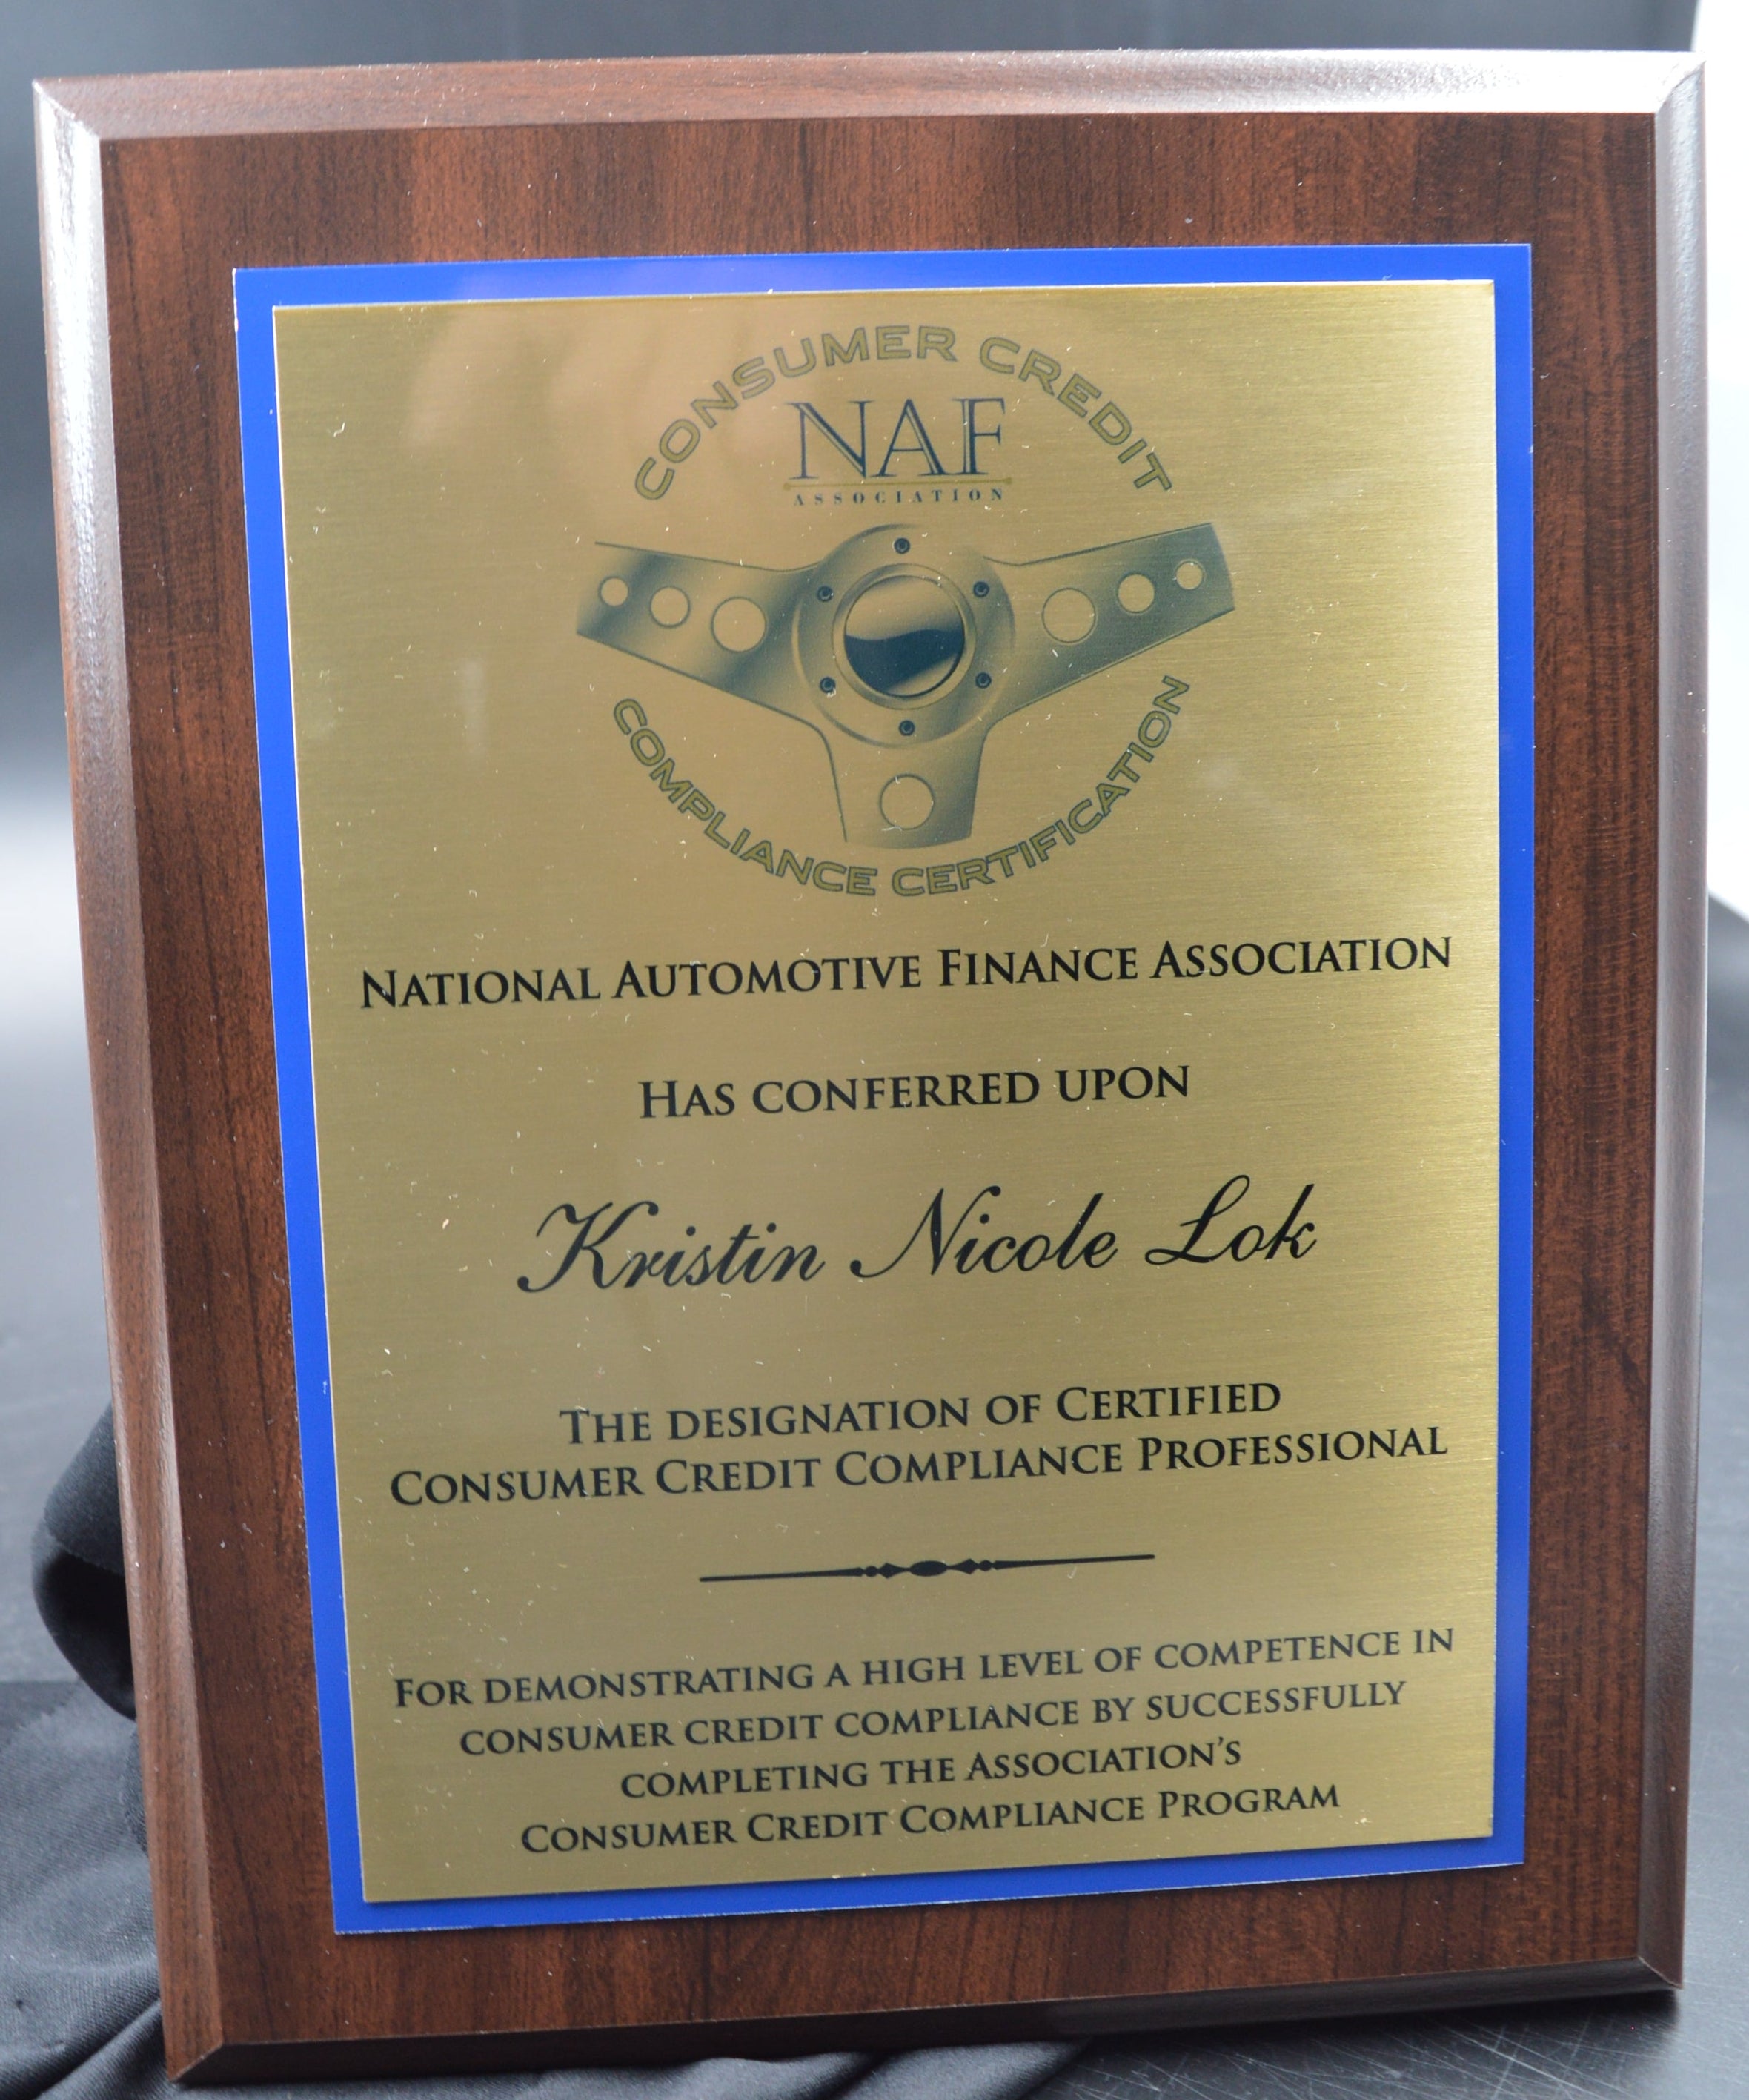 CONSUMER CREDIT
NAF
ASSOCIATION
COMPLIANCE CERTIFICATION
NATIONAL AUTOMOTIVE FINANCE ASSOCIATION
HAS CONFERRED UPON
Kristin Nicole Lok
THE DESIGNATION OF CERTIFIED
CONSUMER CREDIT COMPLIANCE PROFESSIONAL
FOR DEMONSTRATING A HIGH LEVEL OF COMPETENCE IN
CONSUMER CREDIT COMPLIANCE BY SUCCESSFULLY
COMPLETING THE ASSOCIATION'S
CONSUMER CREDIT COMPLIANCE PROGRAM